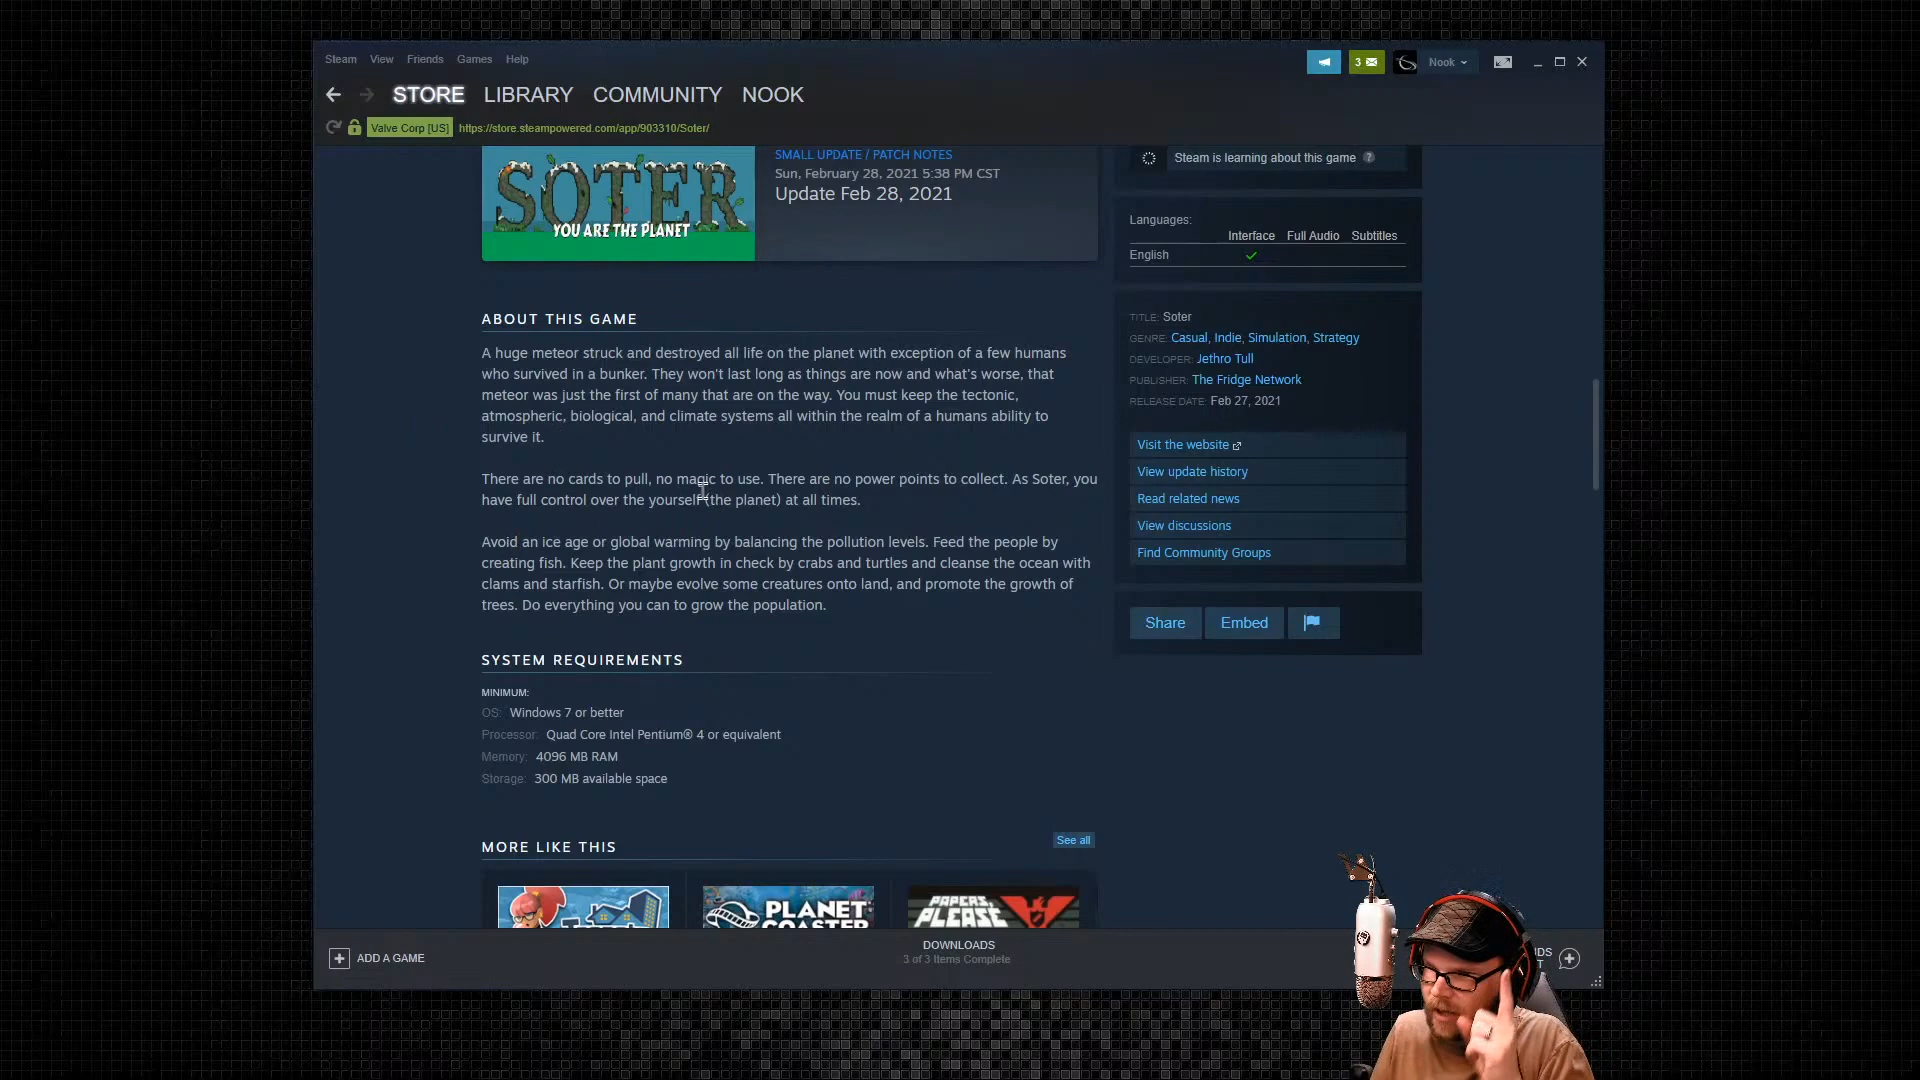 Steam View Friends Games Help
3
Nook
STORE LIBRARY COMMUNITY NOOK
Valve Corp [US] https://store.steampowered.com/app/903310/Soter/
SOTER
YOU ARE THE PLANET
SMALL UPDATE / PATCH NOTES
Sun, February 28, 2021 5:38 PM CST
Update Feb 28, 2021
ABOUT THIS GAME
A huge meteor struck and destroyed all life on the planet with exception of a few humans
who survived in a bunker. They won't last long as things are now and what's worse, that
meteor was just the first of many that are on the way. You must keep the tectonic,
atmospheric, biological, and climate systems all within the realm of a humans ability to
survive it.
There are no cards to pull, no magic to use. There are no power points to collect. As Soter, you
have full control over the yourself (the planet) at all times.
Avoid an ice age or global warming by balancing the pollution levels. Feed the people by
creating fish. Keep the plant growth in check by crabs and turtles and cleanse the ocean with
clams and starfish. Or maybe evolve some creatures onto land, and promote the growth of
trees. Do everything you can to grow the population.
SYSTEM REQUIREMENTS
MINIMUM:
OS: Windows 7 or better
Processor: Quad Core Intel Pentium® 4 or equivalent
Memory: 4096 MB RAM
Storage: 300 MB available space
MORE LIKE THIS
See all
PLANET
COASTER
PAPERS,
PLEASE
Steam is learning about this game ?
Languages:
Interface Full Audio Subtitles
English
TITLE: Soter
GENRE: Casual, Indie, Simulation, Strategy
DEVELOPER: Jethro Tull
PUBLISHER: The Fridge Network
RELEASE DATE: Feb 27, 2021
Visit the website
View update history
Read related news
View discussions
Find Community Groups
Share Embed
ADD A GAME
DOWNLOADS
3 of 3 Items Complete